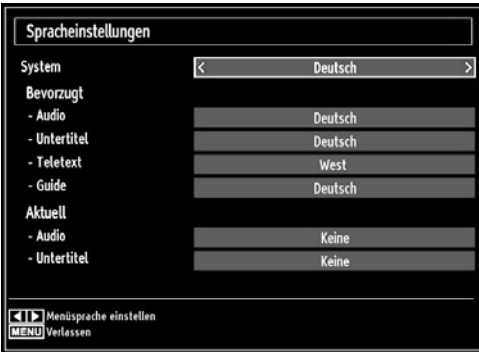 Spracheinstellungen
System < Deutsch >
Bevorzugt
- Audio Deutsch
- Untertitel Deutsch
- Teletext West
- Guide Deutsch
Aktuell
- Audio Keine
- Untertitel Keine
Menüsprache einstellen
MENU Verlassen